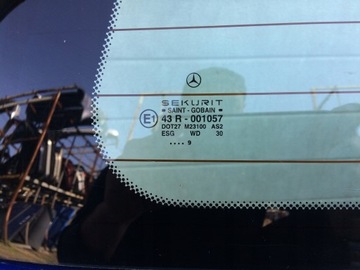 SEKURIT
SAINT - GOBAIN
E1 43 R - 001057
DOT27 M23100 AS2
ESG WD 30
.... 9